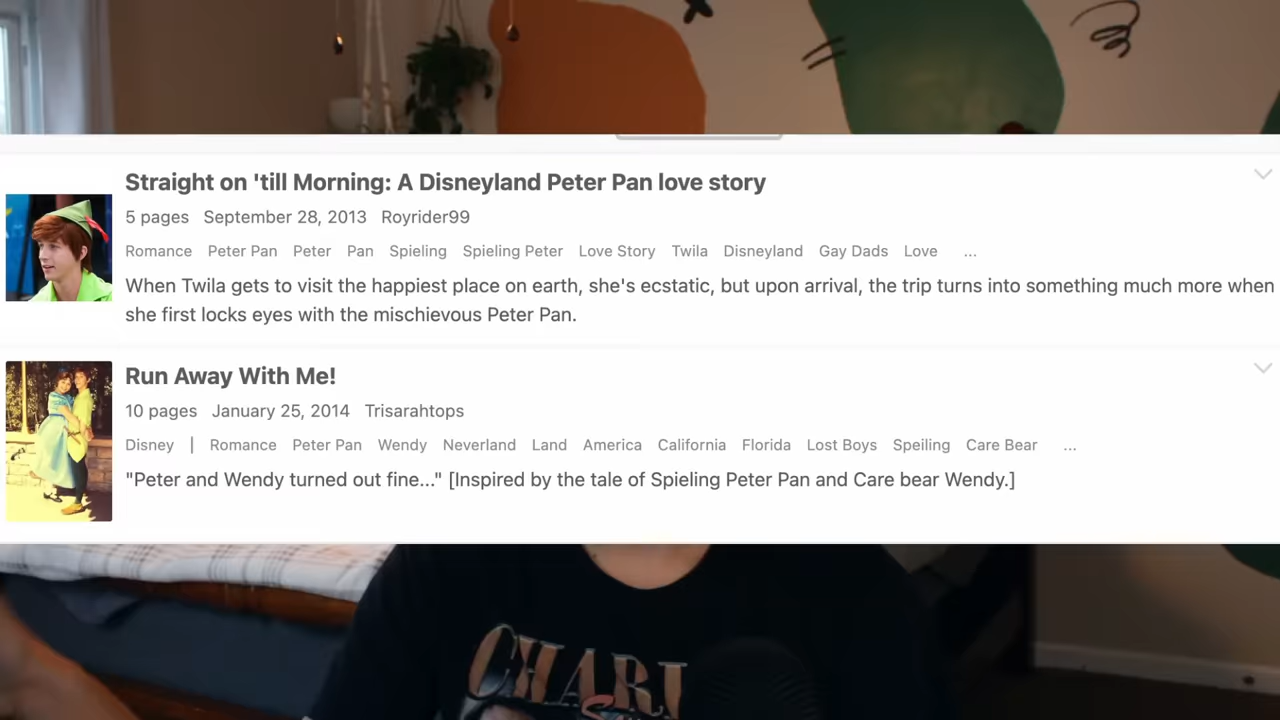 Straight on 'till Morning: A Disneyland Peter Pan love story
5 pages September 28, 2013 Royrider99
Romance Peter Pan Peter Pan Spieling Spieling Peter Love Story Twila Disneyland Gay Dads Love ...
When Twila gets to visit the happiest place on earth, she's ecstatic, but upon arrival, the trip turns into something much more when
she first locks eyes with the mischievous Peter Pan.
Run Away With Me!
10 pages January 25, 2014 Trisarahtops
Disney | Romance Peter Pan Wendy Neverland Land America California Florida Lost Boys Speiling Care Bear ...
"Peter and Wendy turned out fine..." [Inspired by the tale of Spieling Peter Pan and Care bear Wendy.]
CHARL